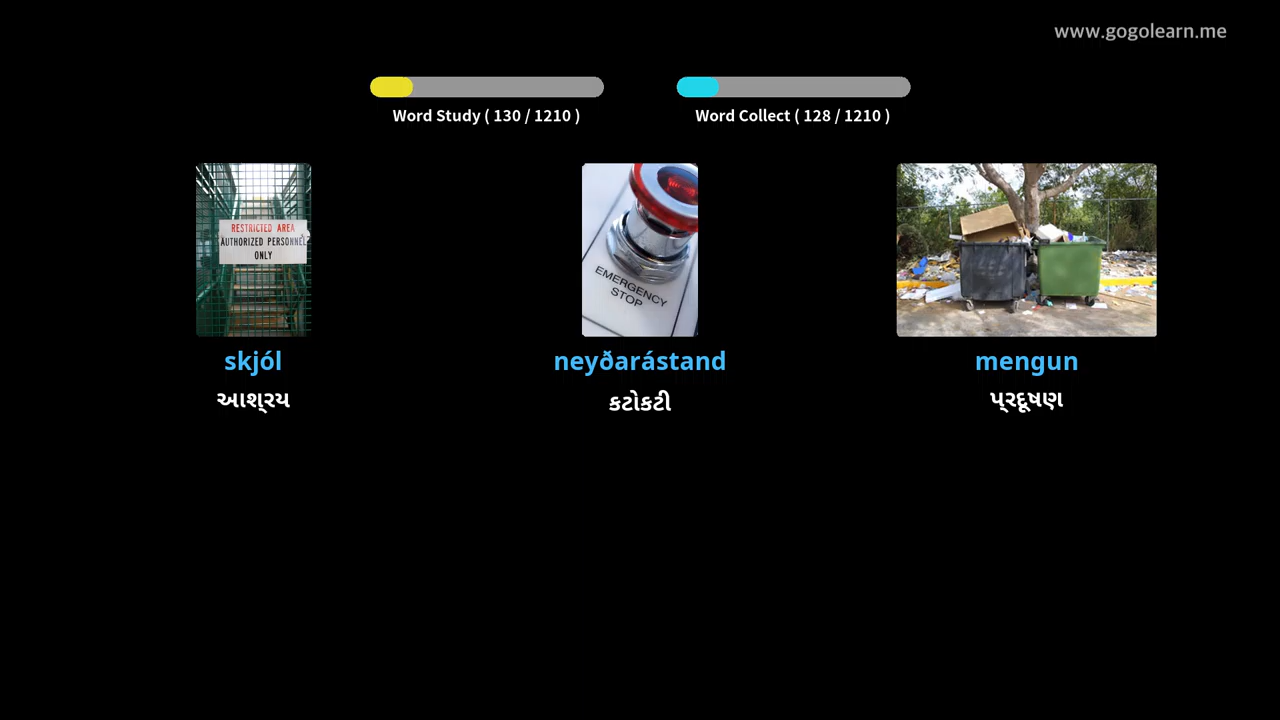 www.gogolearn.me
Word Study ( 130 / 1210 )
Word Collect ( 128 / 1210 )
RESTRICTED AREA
AUTHORIZED PERSONNEL
ONLY
EMERGENCY
STOP
skjól
neyðarástand
mengun
આશ્રય
કટોકટી
પ્રદૂષણ